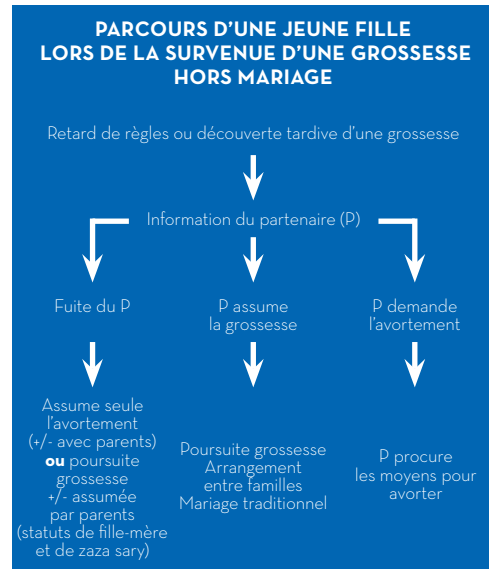 PARCOURS D'UNE JEUNE FILLE
LORS DE LA SURVENUE D'UNE GROSSESSE
HORS MARIAGE
Retard de règles ou découverte tardive d'une grossesse
Information du partenaire (P)
Fuite du P
P assume
la grossesse
P demande
l'avortement
Assume seule
l'avortement
(+/- avec parents)
ou poursuite
grossesse
+/- assumée
par parents
(statuts de fille-mère
et de zaza sary)
Poursuite grossesse
Arrangement
entre familles
Mariage traditionnel
P procure
les moyens pour
avorter